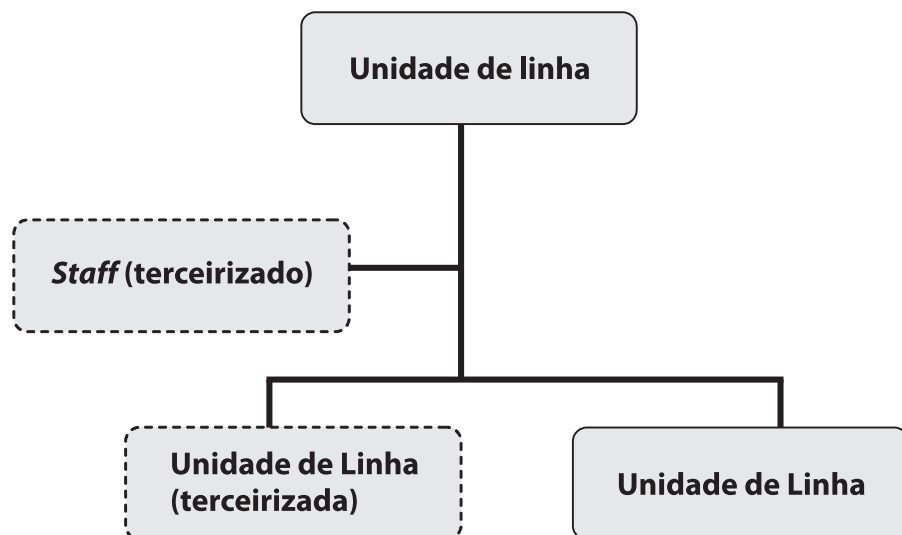 Unidade de linha
Staff (terceirizado)
Unidade de Linha
(terceirizada)
Unidade de Linha